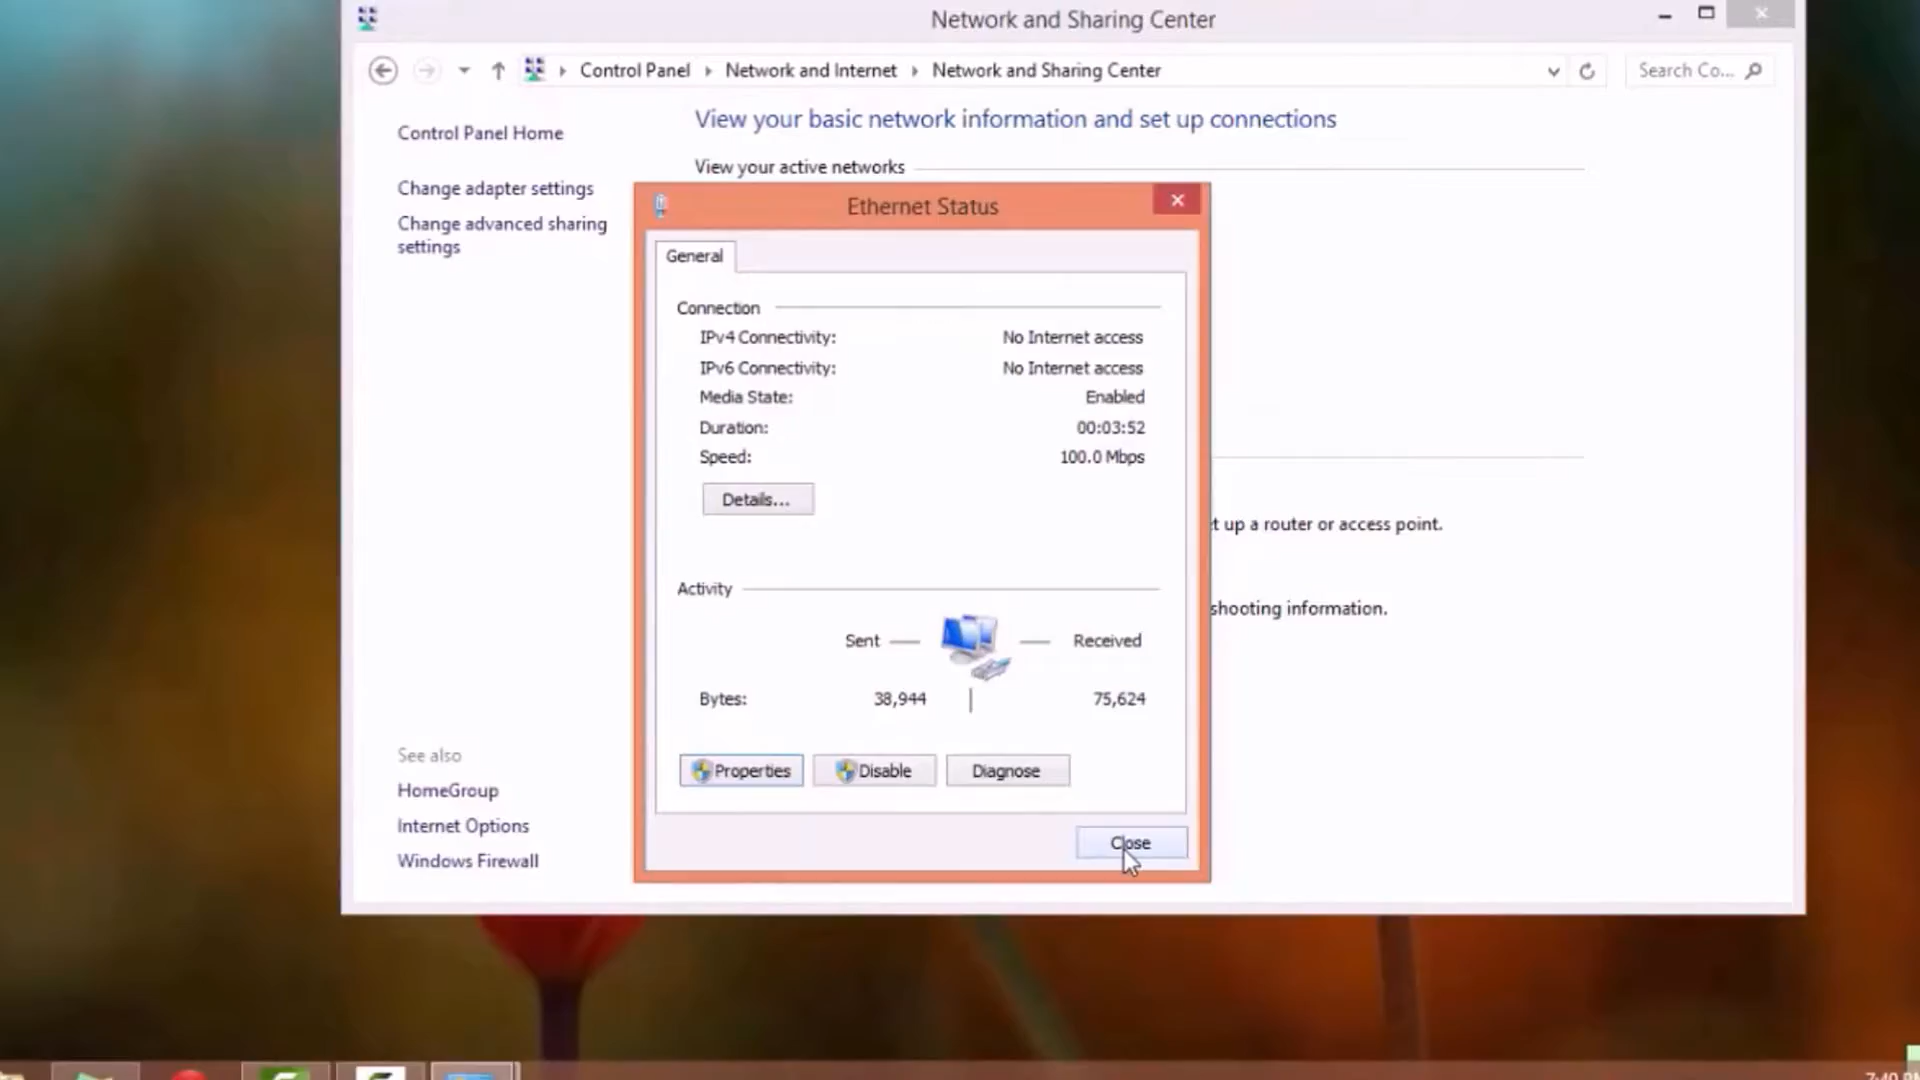 Network and Sharing Center
Control Panel Network and Internet Network and Sharing Center
Search Co...
Control Panel Home
Change adapter settings
Change advanced sharing
settings
See also
HomeGroup
Internet Options
Windows Firewall
View your basic network information and set up connections
View your active networks
t up a router or access point.
shooting information.
Ethernet Status
General
Connection
IPv4 Connectivity: No Internet access
IPv6 Connectivity: No Internet access
Media State: Enabled
Duration: 00:03:52
Speed: 100.0 Mbps
Details...
Activity
Sent Received
Bytes: 38,944 75,624
Properties Disable Diagnose
Close